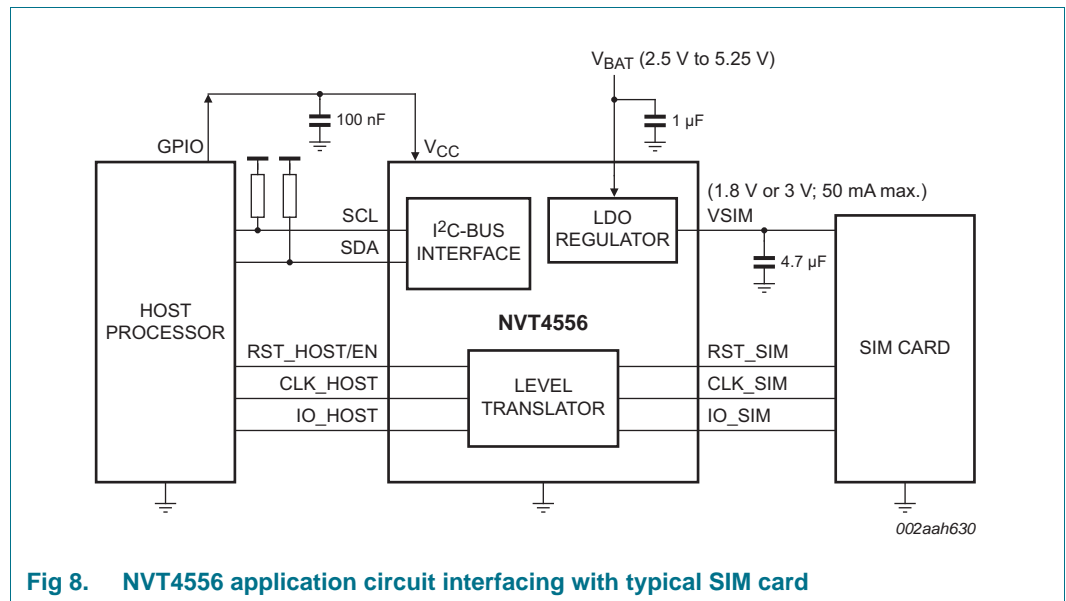 VBAT (2.5 V to 5.25 V)
100 nF
1 µF
GPIO
VCC
(1.8 V or 3 V; 50 mA max.)
SCL
SDA
I2C-BUS
INTERFACE
LDO
REGULATOR
VSIM
4.7 µF
HOST
PROCESSOR
NVT4556
SIM CARD
RST_HOST/EN
CLK_HOST
IO_HOST
LEVEL
TRANSLATOR
RST_SIM
CLK_SIM
IO_SIM
002aah630
Fig 8. NVT4556 application circuit interfacing with typical SIM card